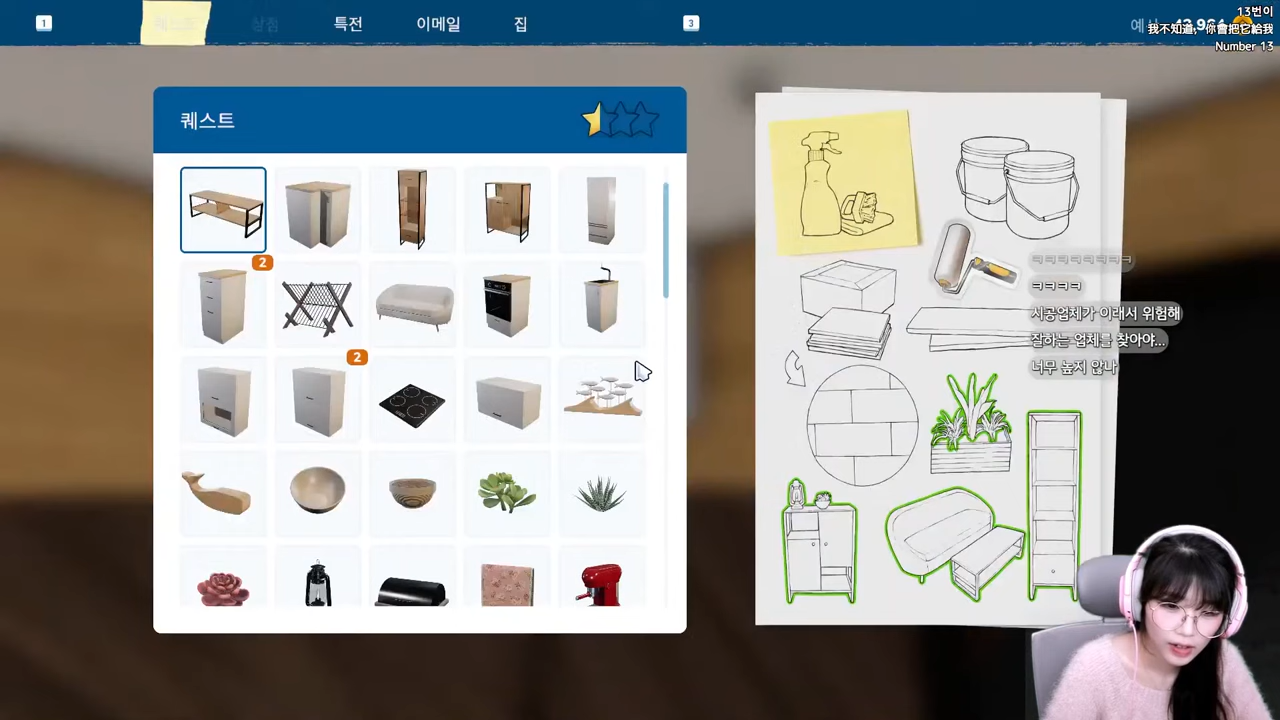 1
퀘스트
상점
특전
이메일
집
3
13번이
我不知道，你會把它給我
Number 13
퀘스트
2
2
ㅋㅋㅋㅋㅋㅋㅋㅋ
ㅋㅋㅋㅋ
시공업체가 이래서 위험해
잘하는 업체를 찾아야...
너무 높지 않나